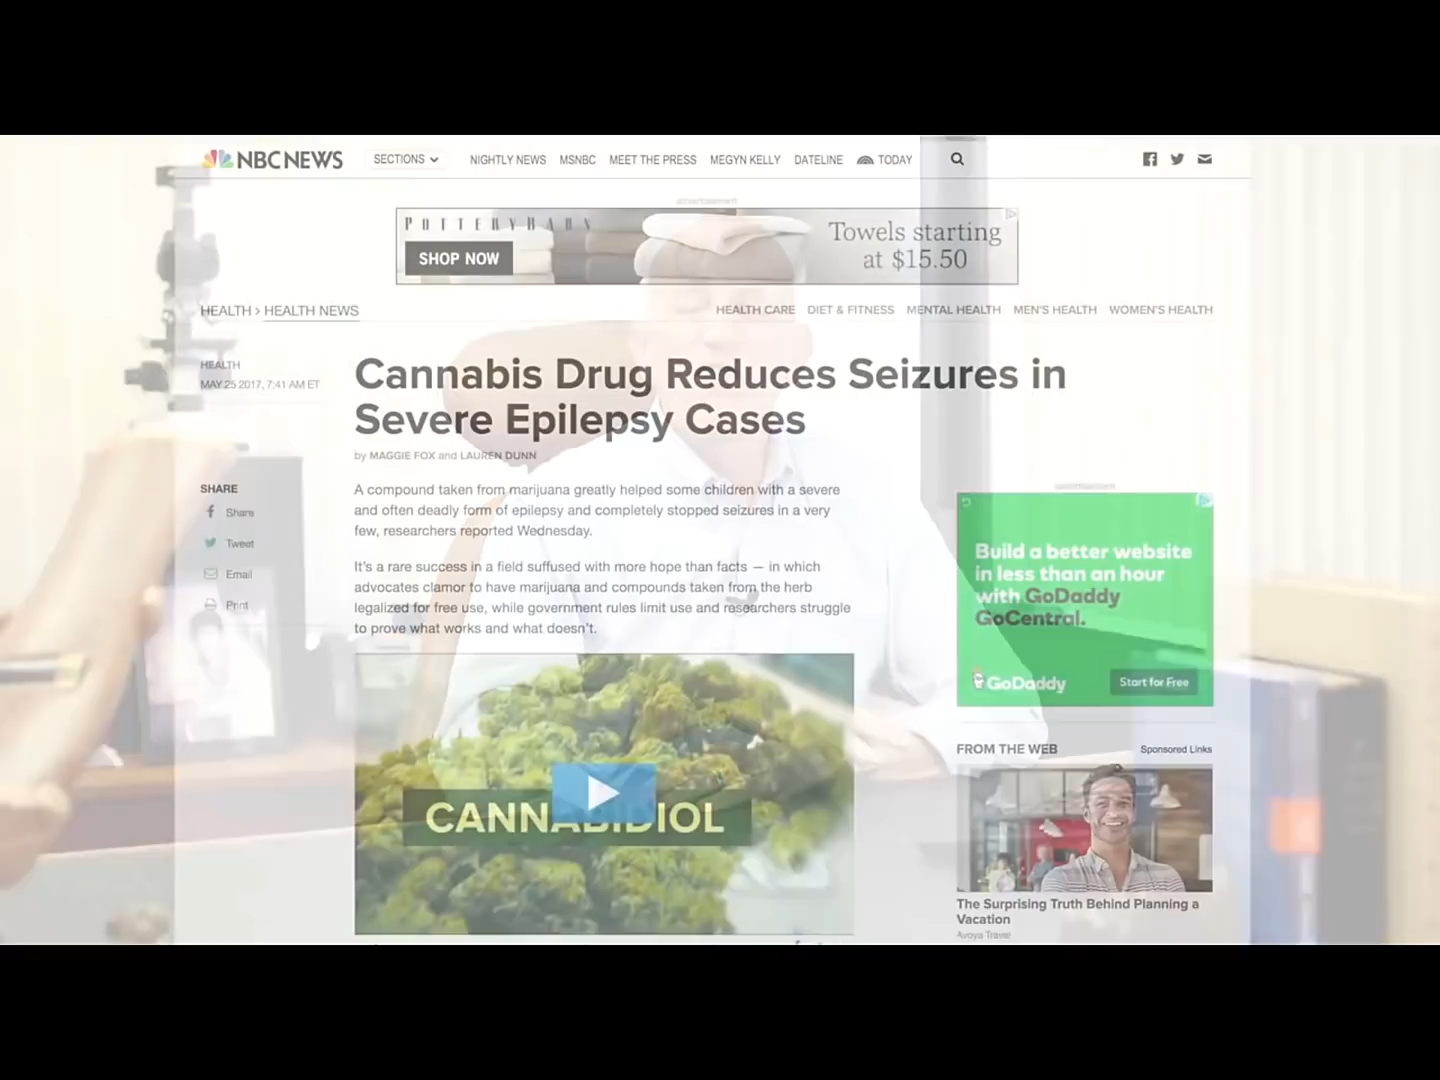 NBC NEWS
SECTIONS
NIGHTLY NEWS MSNBC MEET THE PRESS MEGYN KELLY DATELINE TODAY
advertisement
POTTERY BARN
SHOP NOW
Towels starting
at $15.50
HEALTH > HEALTH NEWS
HEALTH CARE DIET & FITNESS MENTAL HEALTH MEN'S HEALTH WOMEN'S HEALTH
HEALTH
MAY 25 2017, 7:41 AM ET
Cannabis Drug Reduces Seizures in
Severe Epilepsy Cases
by MAGGIE FOX and LAUREN DUNN
SHARE
Share
Tweet
Email
Print
A compound taken from marijuana greatly helped some children with a severe
and often deadly form of epilepsy and completely stopped seizures in a very
few, researchers reported Wednesday.
It's a rare success in a field suffused with more hope than facts — in which
advocates clamor to have marijuana and compounds taken from the herb
legalized for free use, while government rules limit use and researchers struggle
to prove what works and what doesn't.
CANNABIDIOL
advertisement
Build a better website
in less than an hour
with GoDaddy
GoCentral.
GoDaddy
Start for Free
FROM THE WEB
Sponsored Links
The Surprising Truth Behind Planning a
Vacation
Avoya Travel